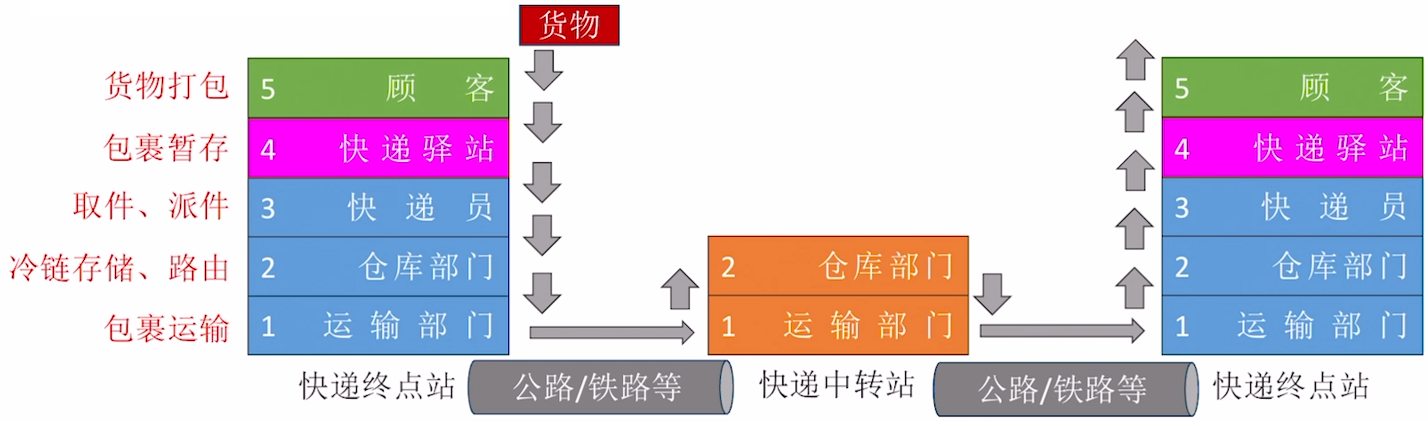 货物
货物打包 5 顾客 5 顾客
包裹暂存 4 快递驿站 4 快递驿站
取件、派件 3 快递员 3 快递员
冷链存储、路由 2 仓库部门 2 仓库部门 2 仓库部门
包裹运输 1 运输部门 1 运输部门 1 运输部门
快递终点站 公路/铁路等 快递中转站 公路/铁路等 快递终点站